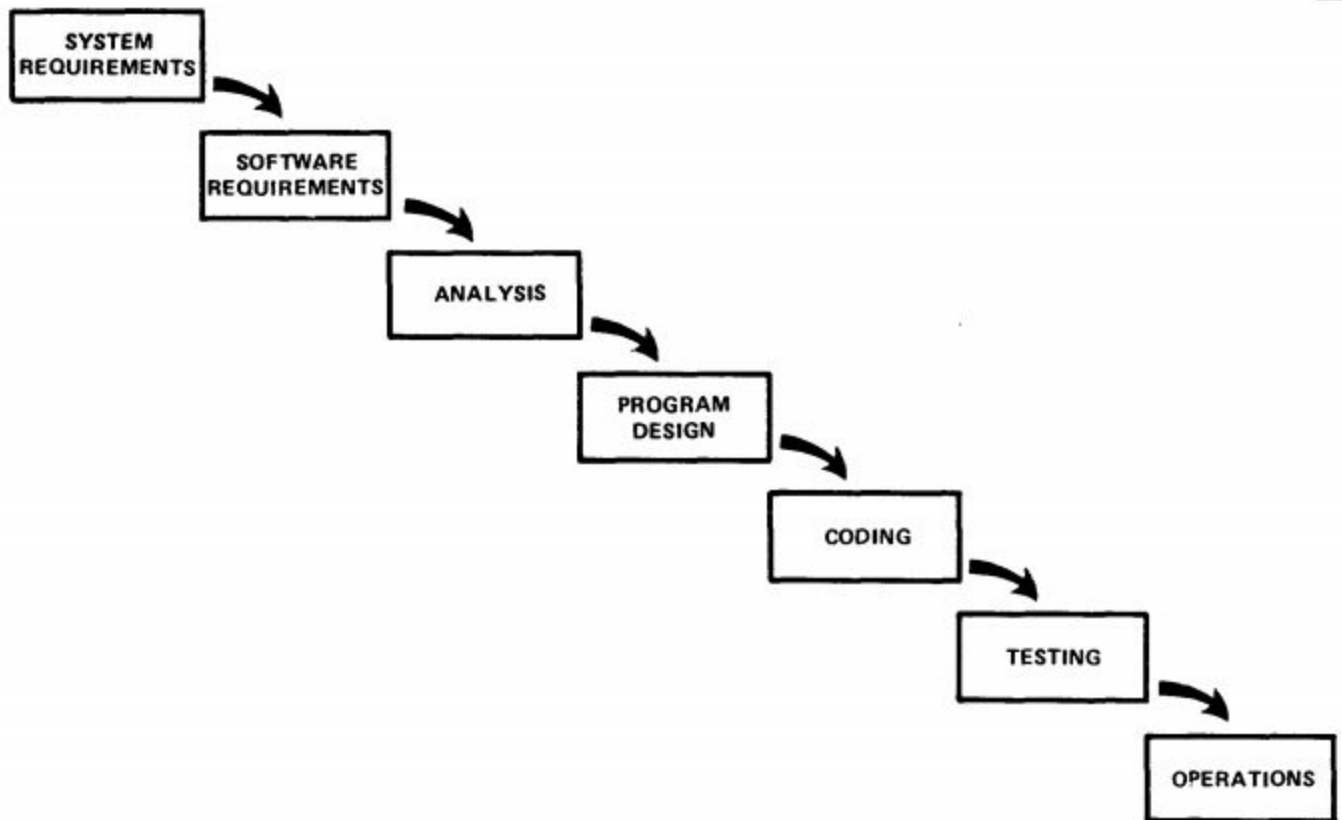 SYSTEM
REQUIREMENTS
SOFTWARE
REQUIREMENTS
ANALYSIS
PROGRAM
DESIGN
CODING
TESTING
OPERATIONS